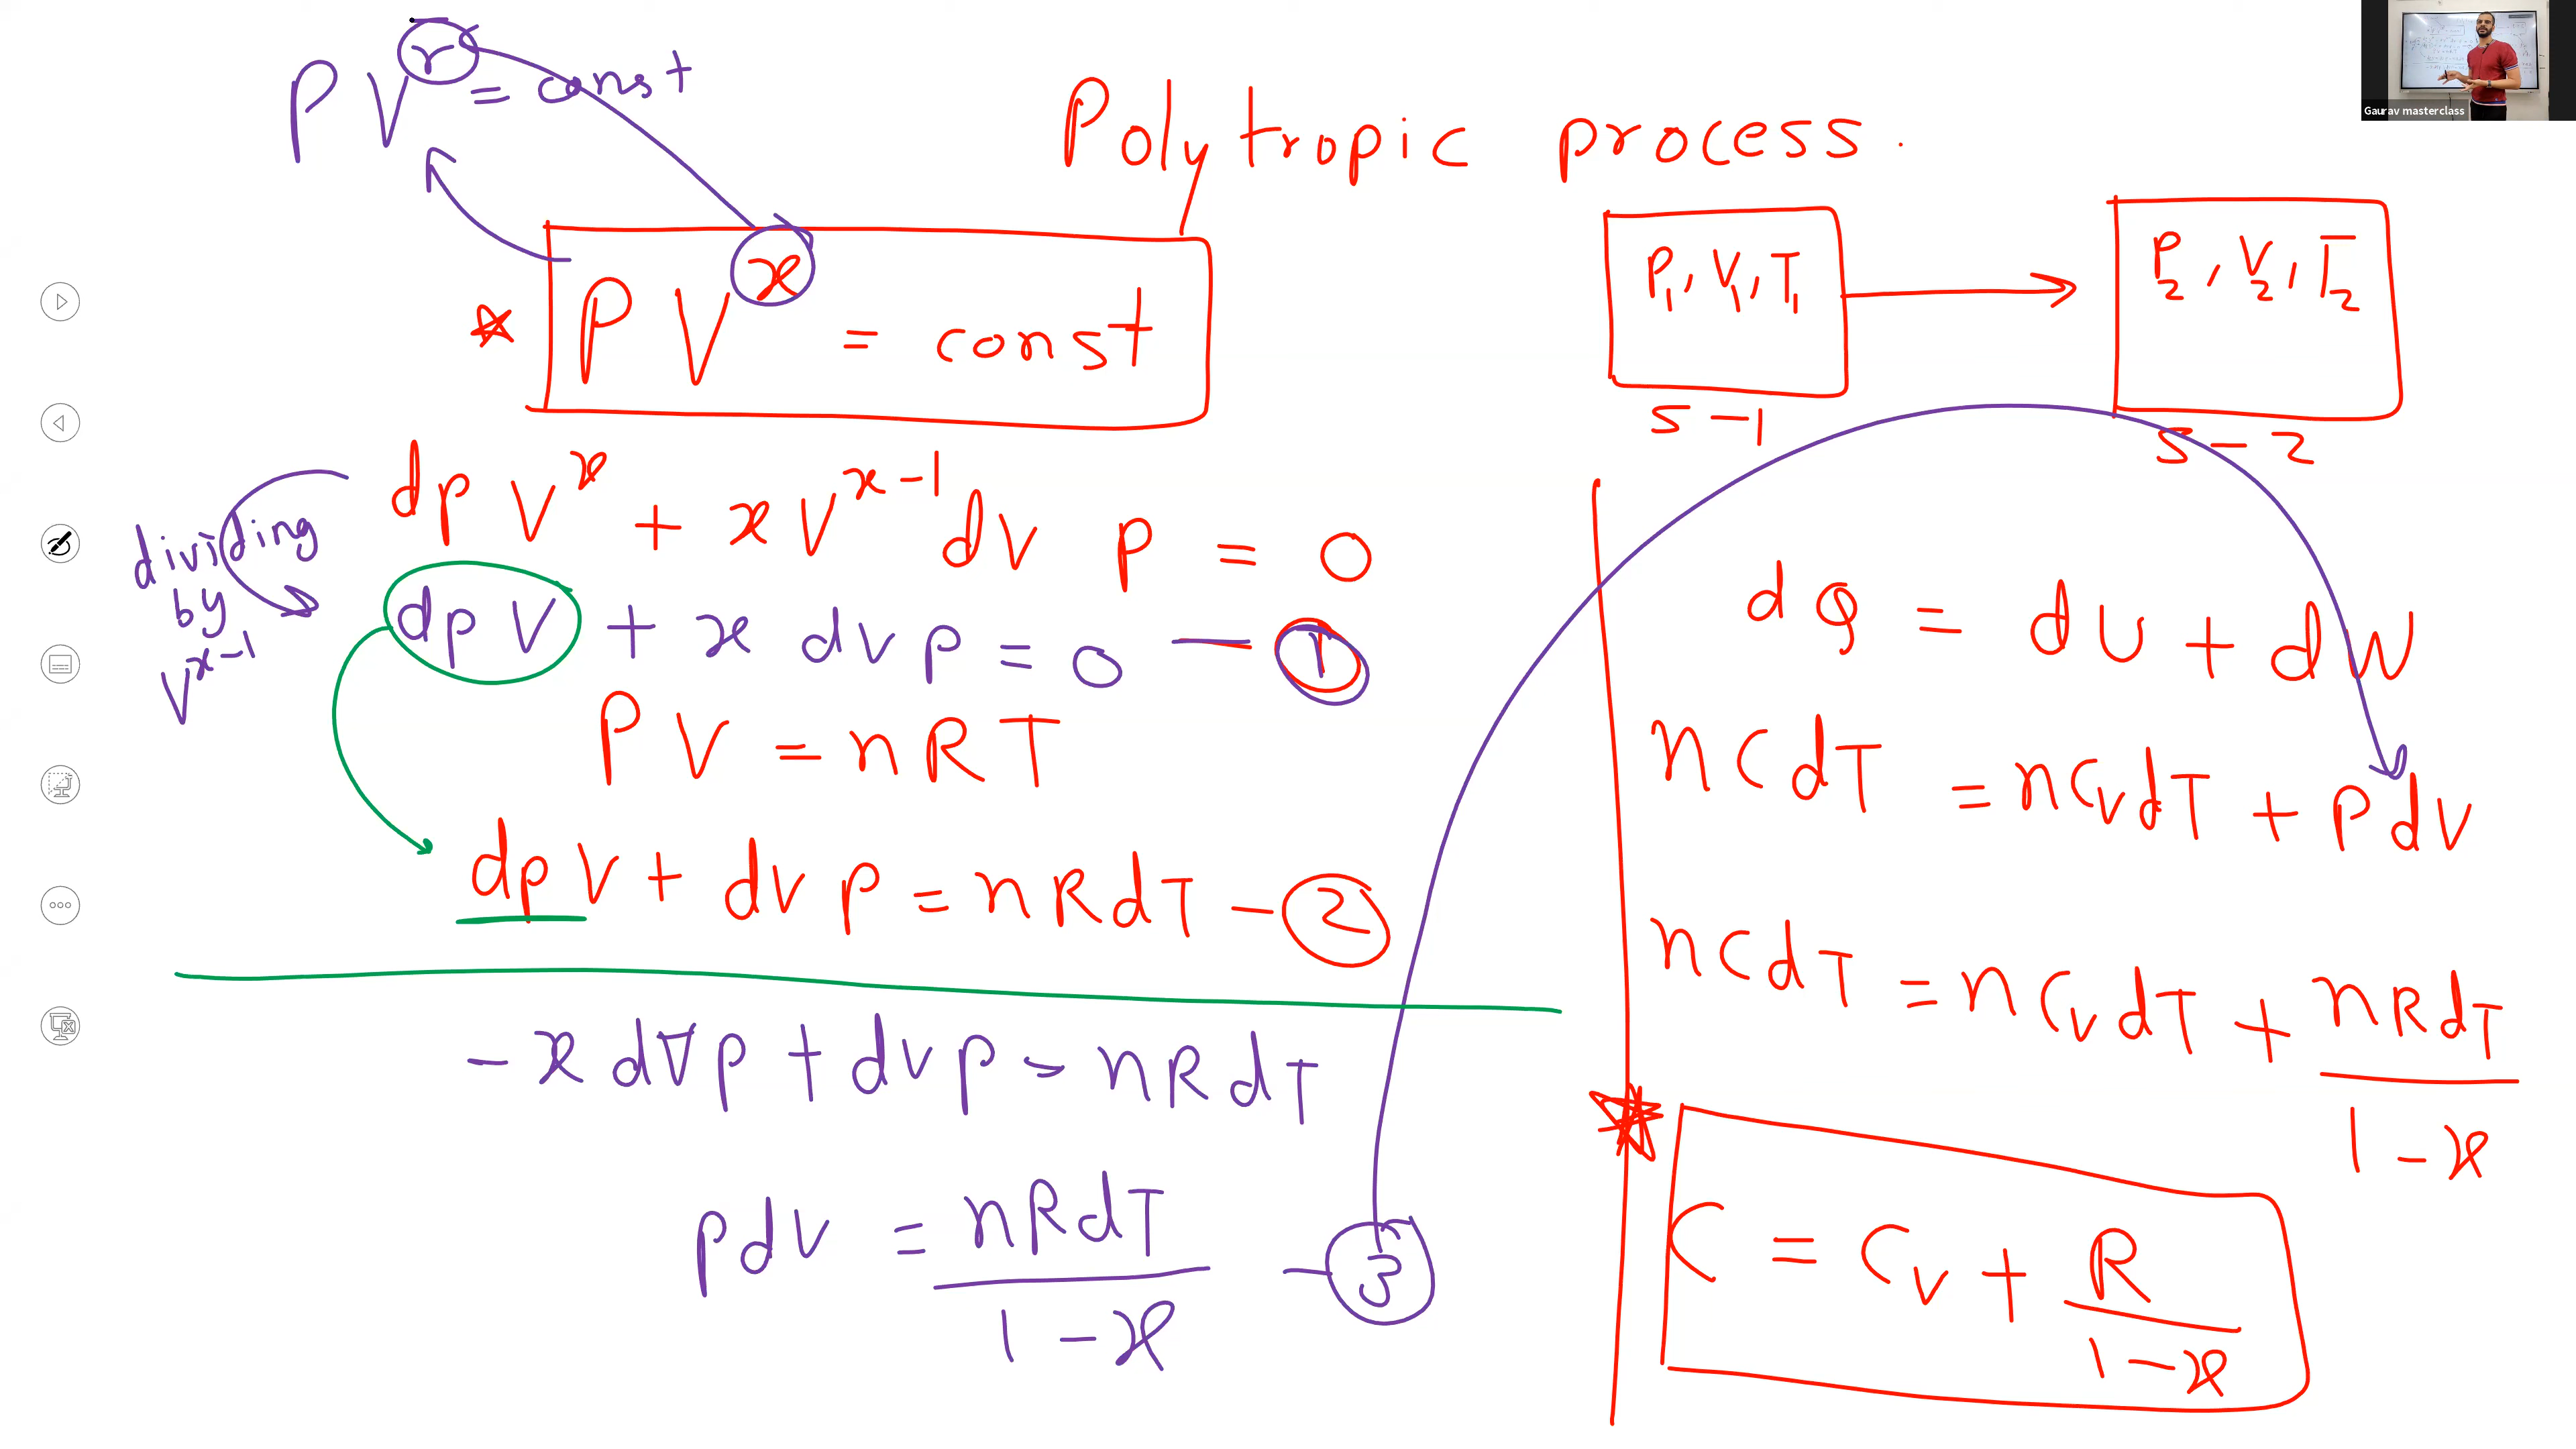 PV^γ = const
Polytropic process.
PV^x = const
P₁, V₁, T₁
P₂, V₂, T₂
S-1
S-2
dp V^x + x V^(x-1) dv p = 0
dividing
by
V^(x-1)
dp V + x dv p = 0 — ①
PV = nRT
dp V + dv p = nRdT - ②
- x dv p + dv p = nRdT
pdv = nRdT / (1-x) - ③
dQ = dU + dW
nCdT = nCvdT + PdV
nCdT = nCvdT + nRdT / (1-x)
C = Cv + R / (1-x)
Gaurav masterclass